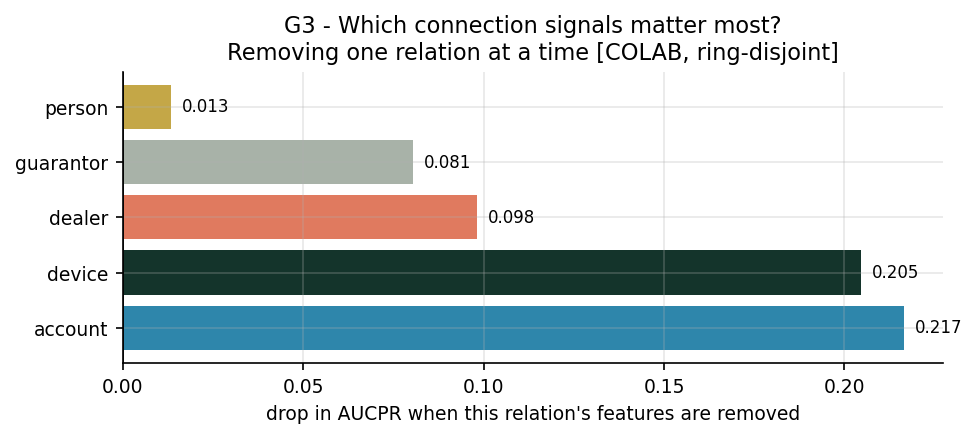 G3 - Which connection signals matter most?
Removing one relation at a time [COLAB, ring-disjoint]
person
0.013
guarantor
0.081
dealer
0.098
device
0.205
account
0.217
0.00
0.05
0.10
0.15
0.20
drop in AUCPR when this relation's features are removed